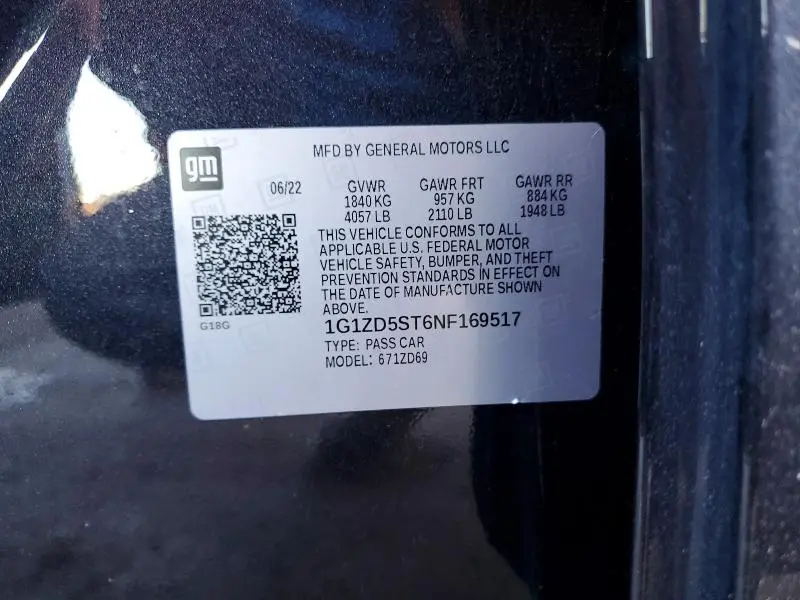 gm
MFD BY GENERAL MOTORS LLC
06/22 GVWR GAWR FRT GAWR RR
1840 KG 957 KG 884 KG
4057 LB 2110 LB 1948 LB
THIS VEHICLE CONFORMS TO ALL
APPLICABLE U.S. FEDERAL MOTOR
VEHICLE SAFETY, BUMPER, AND THEFT
PREVENTION STANDARDS IN EFFECT ON
THE DATE OF MANUFACTURE SHOWN
ABOVE.
G18G
1G1ZD5ST6NF169517
TYPE: PASS CAR
MODEL: 671ZD69